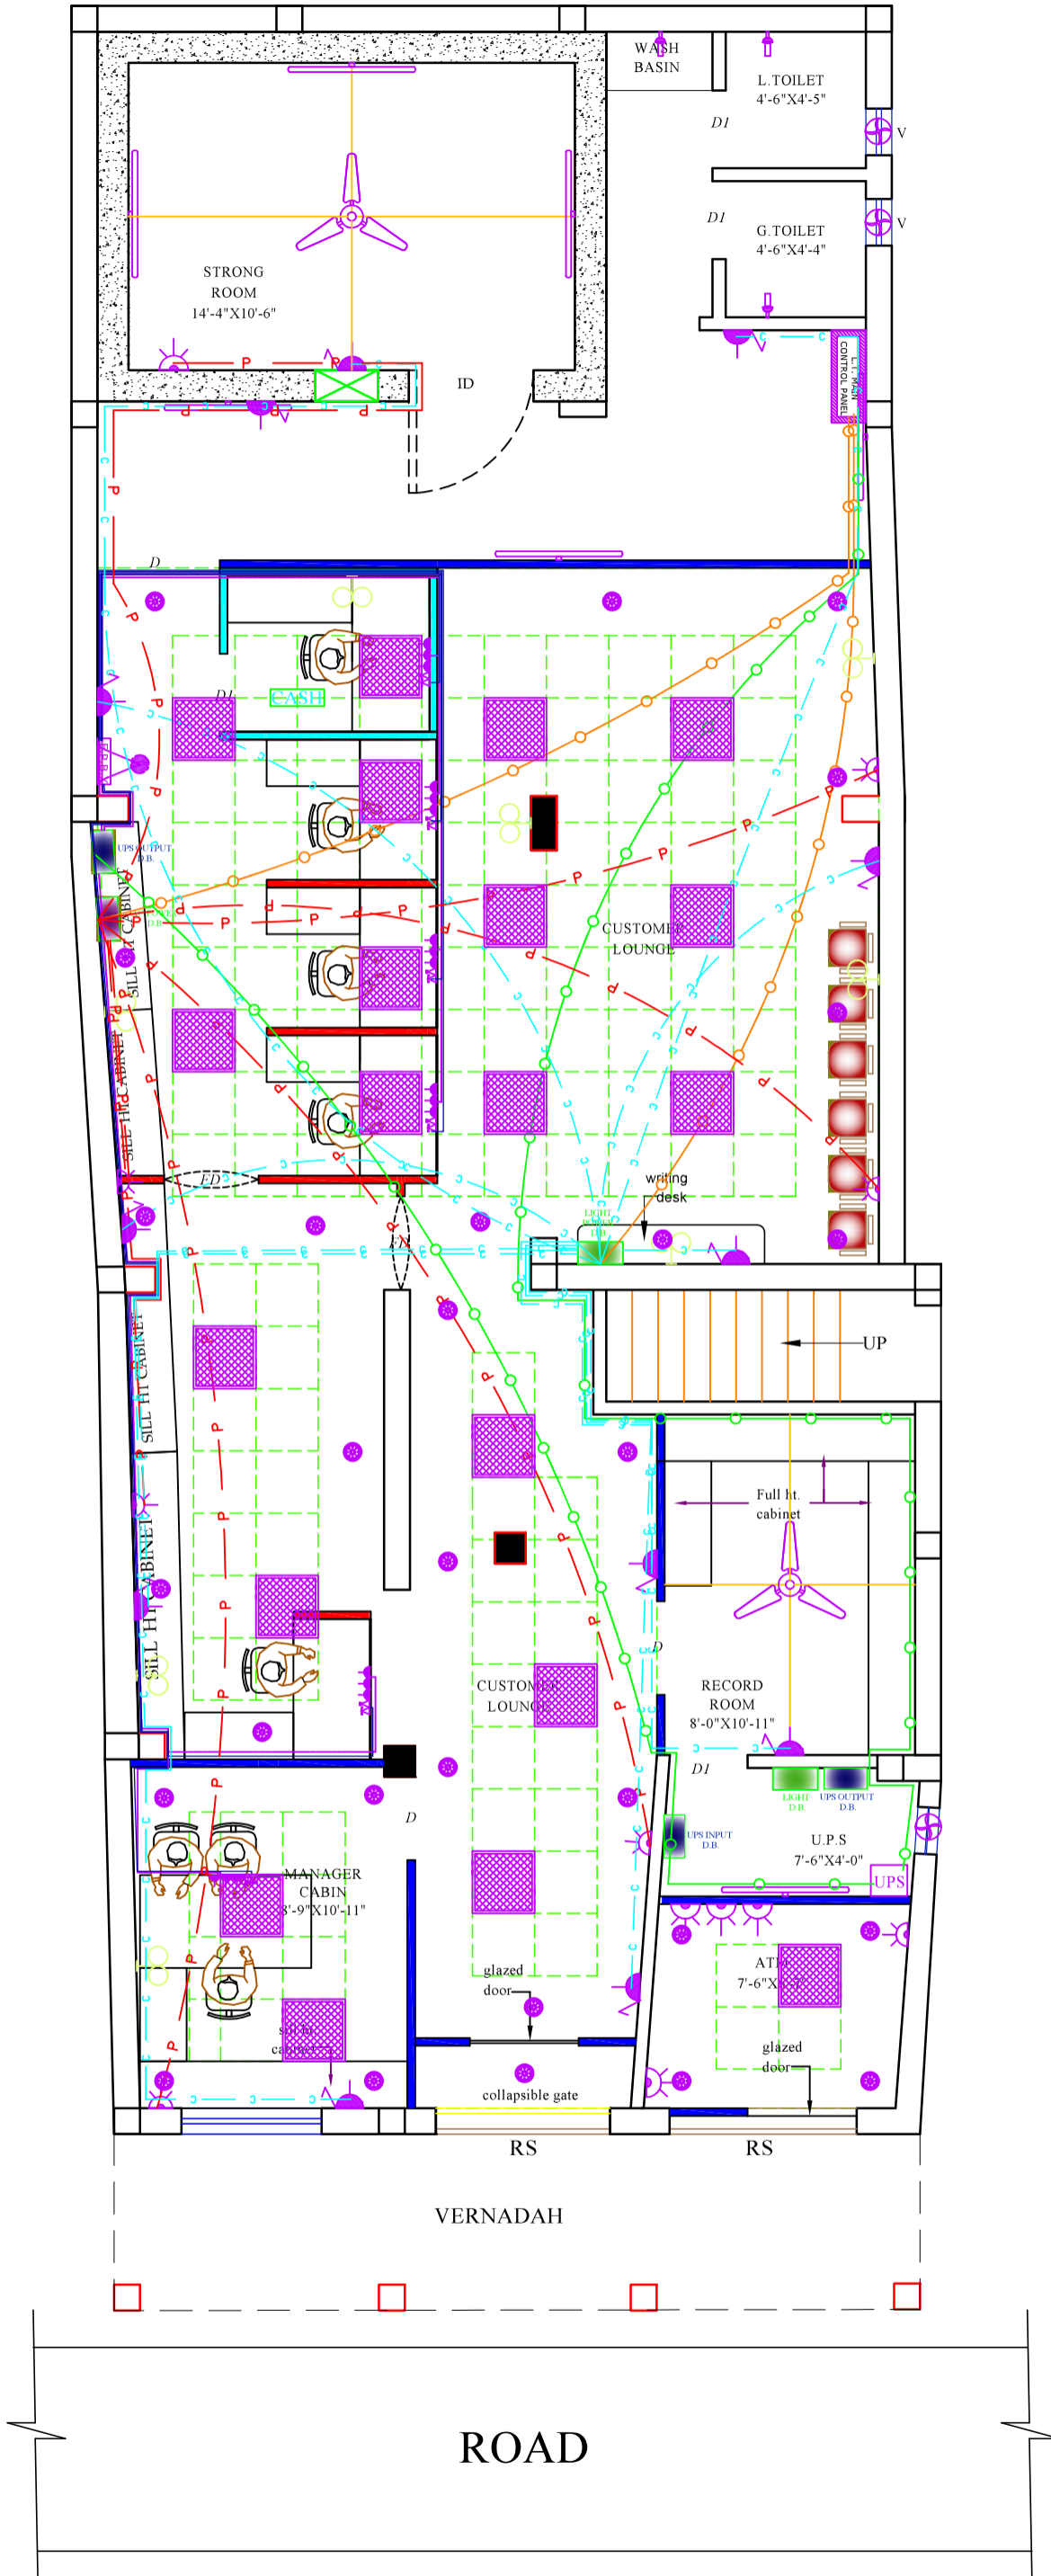 WASH
BASIN
L.TOILET
4'-6"X4'-5"
D1
V
D1
G.TOILET
4'-6"X4'-4"
V
STRONG
ROOM
14'-4"X10'-6"
ID
L.T. MAIN
CONTROL PANEL
D
D1
CASH
UPS OUTPUT
D.B.
POWER
D.B.
SILL HT CABINET
SILL HT CABINET
CUSTOMER
LOUNGE
FD
writing
desk
LIGHT
D.B.
UP
SILL HT CABINET
SILL HT CABINET
Full ht.
cabinet
D
CUSTOMER
LOUNGE
RECORD
ROOM
8'-0"X10'-11"
D1
LIGHT
D.B.
UPS OUTPUT
D.B.
D
UPS INPUT
D.B.
U.P.S
7'-6"X4'-0"
UPS
MANAGER
CABIN
8'-9"X10'-11"
glazed
door
ATM
glazed
door
collapsible gate
RS
RS
VERNADAH
ROAD